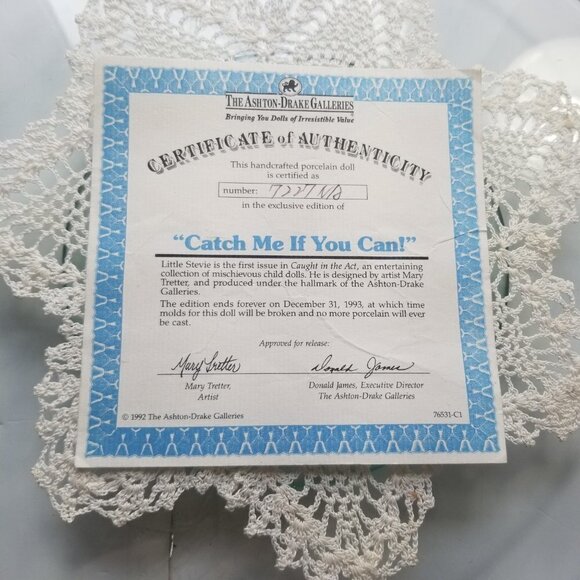 THE ASHTON-DRAKE GALLERIES
Bringing You Dolls of Irresistible Value
CERTIFICATE of AUTHENTICITY
This handcrafted porcelain doll
is certified as
number: 7227NA
in the exclusive edition of
"Catch Me If You Can!"
Little Stevie is the first issue in Caught in the Act, an entertaining
collection of mischievous child dolls. He is designed by artist Mary
Tretter, and produced under the hallmark of the Ashton-Drake
Galleries.
The edition ends forever on December 31, 1993, at which time
molds for this doll will be broken and no more porcelain will ever
be cast.
Approved for release:
Mary Tretter Donald James
Mary Tretter, Donald James, Executive Director
Artist The Ashton-Drake Galleries
© 1992 The Ashton-Drake Galleries 76531-C1